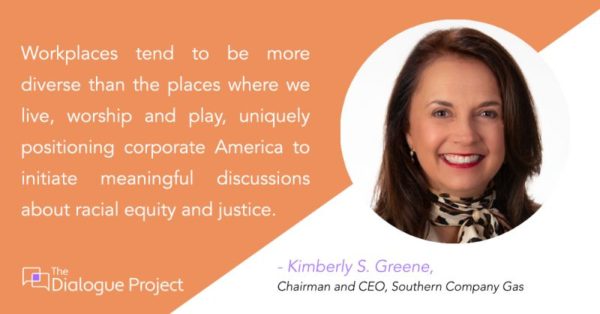 Workplaces tend to be more
diverse than the places where we
live, worship and play, uniquely
positioning corporate America to
initiate meaningful discussions
about racial equity and justice.
- Kimberly S. Greene,
Chairman and CEO, Southern Company Gas
The
Dialogue Project